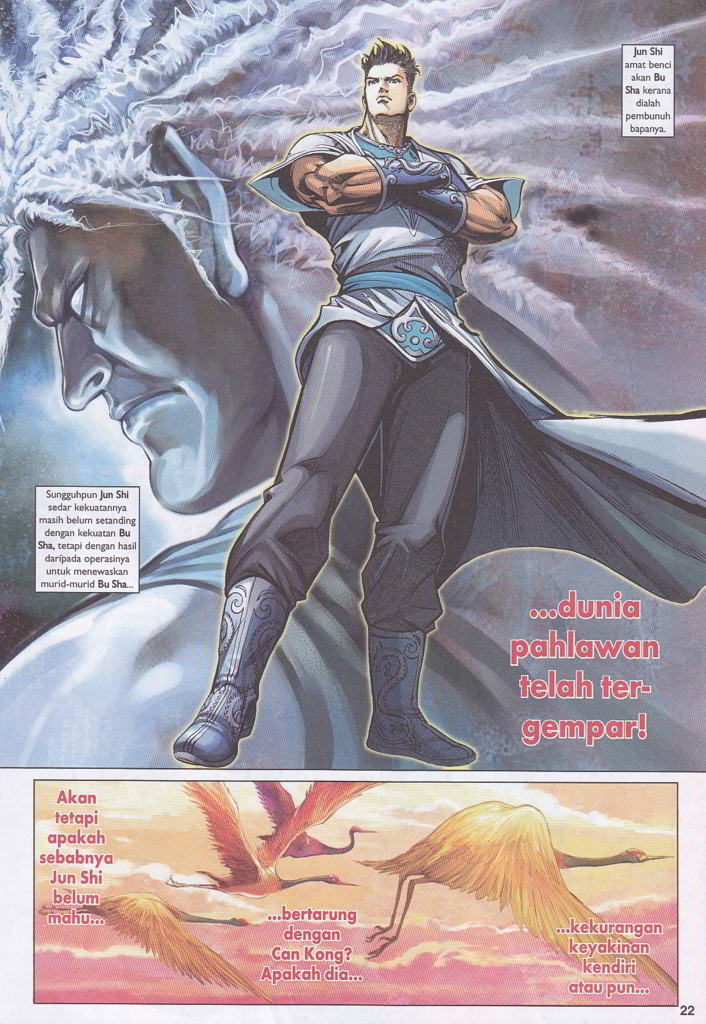 Jun Shi
amat benci
akan Bu
Sha kerana
dialah
pembunuh
bapanya.
Sungguhpun Jun Shi
sedar kekuatannya
masih belum setanding
dengan kekuatan Bu
Sha, tetapi dengan hasil
daripada operasinya
untuk menewaskan
murid-murid Bu Sha...
...dunia
pahlawan
telah ter-
gempar!
Akan
tetapi
apakah
sebabnya
Jun Shi
belum
mahu...
...bertarung
dengan
Can Kong?
Apakah dia...
...kekurangan
keyakinan
kendiri
atau pun...
22